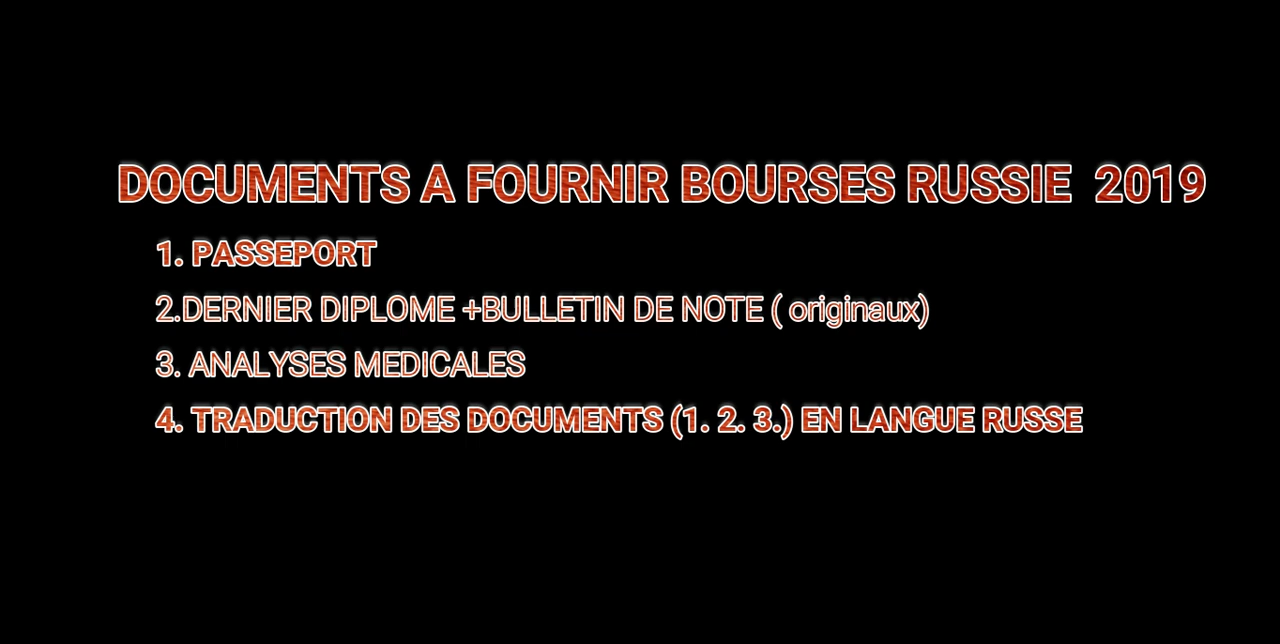 DOCUMENTS A FOURNIR BOURSES RUSSIE 2019
1. PASSEPORT
2.DERNIER DIPLOME +BULLETIN DE NOTE ( originaux)
3. ANALYSES MEDICALES
4. TRADUCTION DES DOCUMENTS (1. 2. 3.) EN LANGUE RUSSE